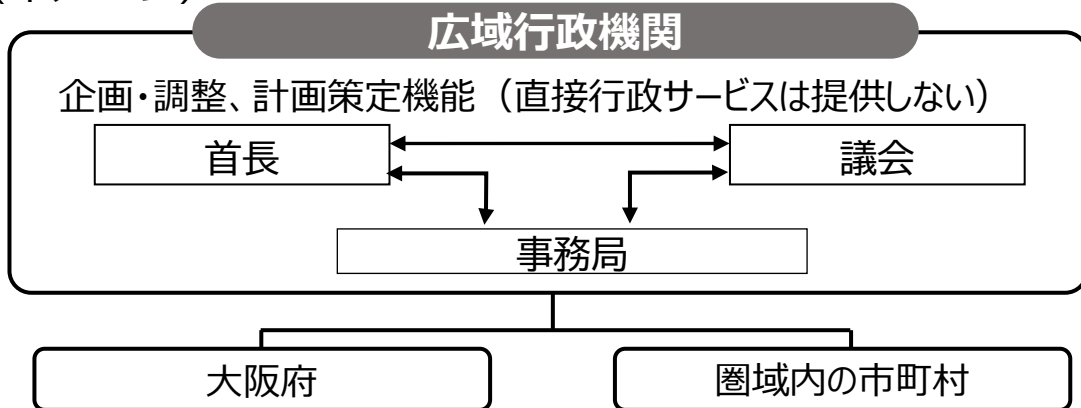 広域行政機関
企画・調整、計画策定機能（直接行政サービスは提供しない）
首長
議会
事務局
大阪府
圏域内の市町村